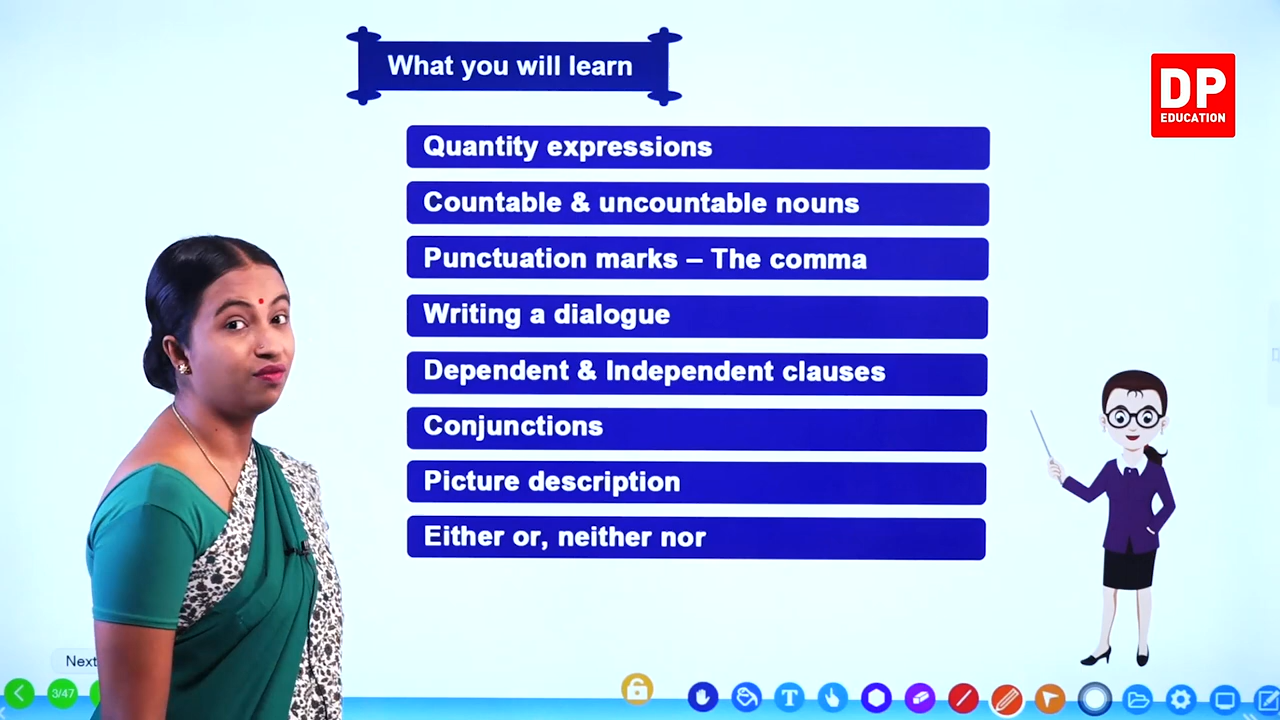 What you will learn
DP
EDUCATION
Quantity expressions
Countable & uncountable nouns
Punctuation marks – The comma
Writing a dialogue
Dependent & Independent clauses
Conjunctions
Picture description
Either or, neither nor
Next
3/47
T